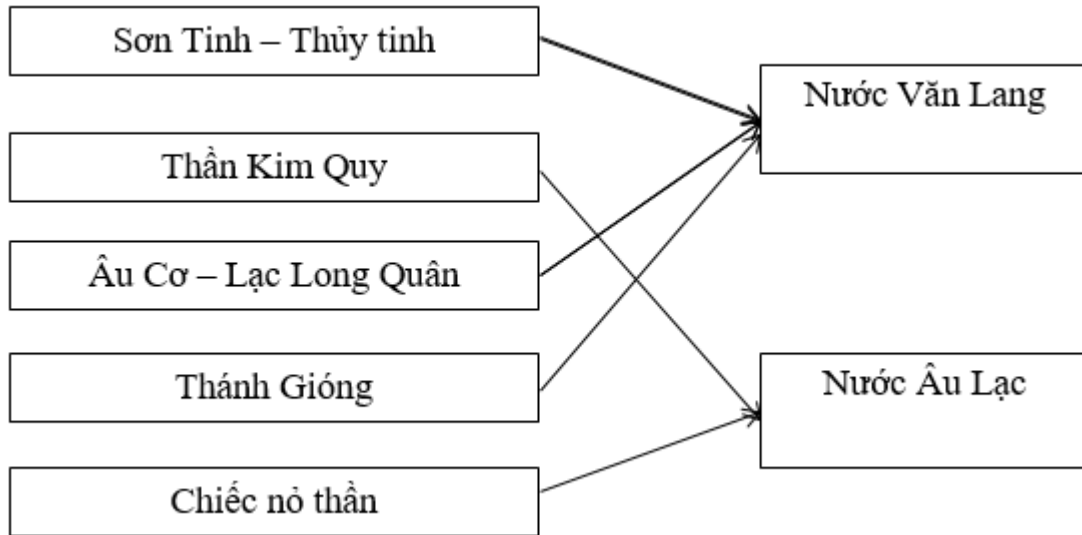 Sơn Tinh – Thủy tinh
Thần Kim Quy
Âu Cơ – Lạc Long Quân
Thánh Gióng
Chiếc nỏ thần
Nước Văn Lang
Nước Âu Lạc